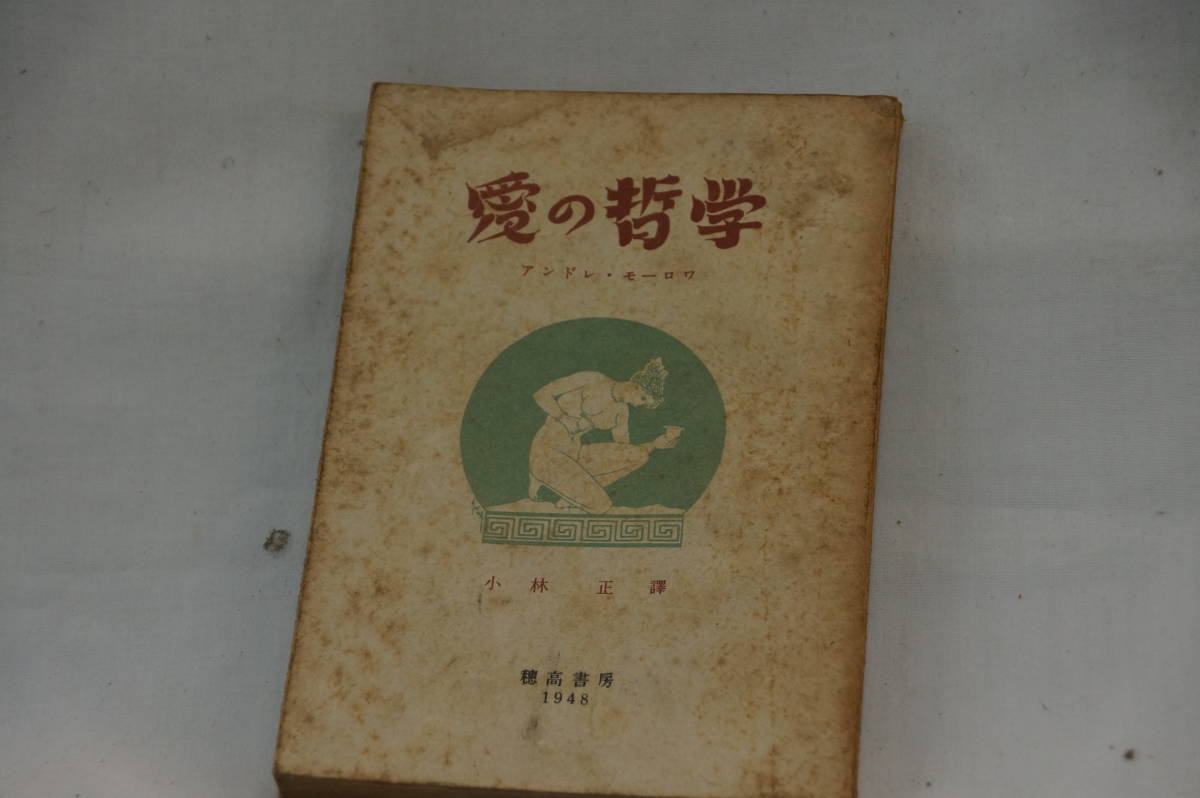 愛の哲学
アンドレ・モーロワ
小林 正譯
穂高書房
1948